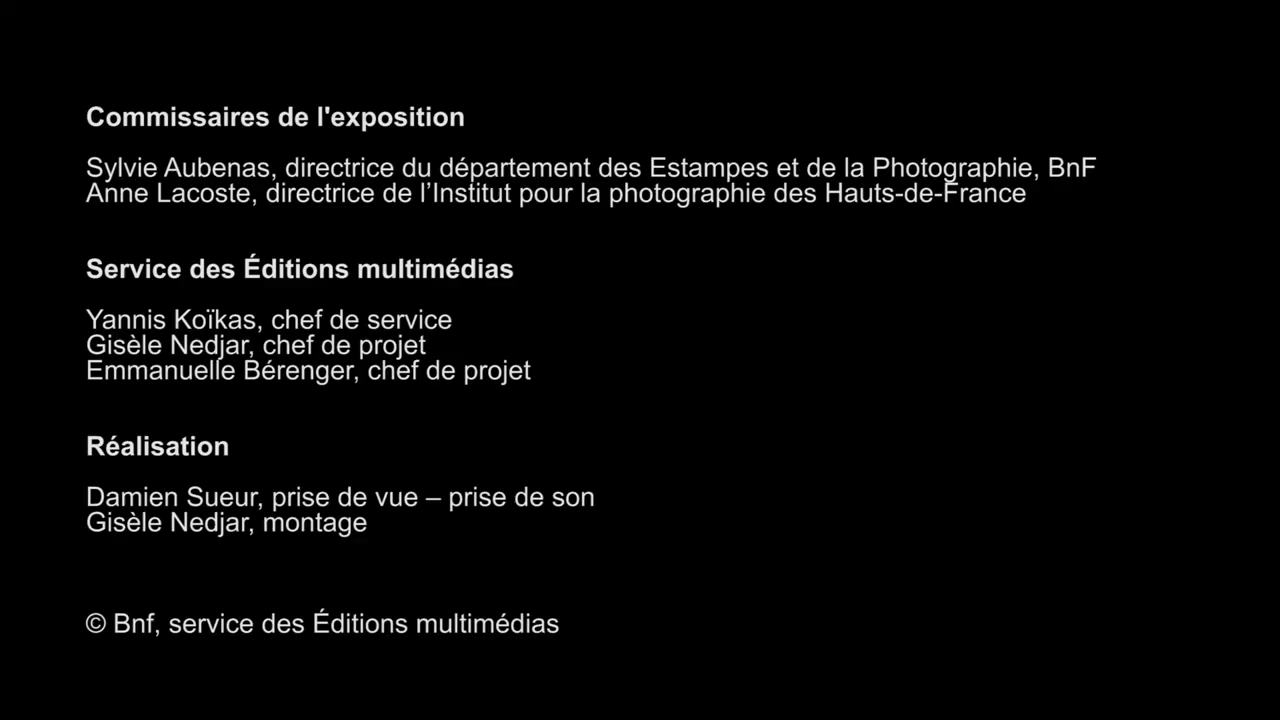 Commissaires de l'exposition
Sylvie Aubenas, directrice du département des Estampes et de la Photographie, BnF
Anne Lacoste, directrice de l’Institut pour la photographie des Hauts-de-France
Service des Éditions multimédias
Yannis Koïkas, chef de service
Gisèle Nedjar, chef de projet
Emmanuelle Bérenger, chef de projet
Réalisation
Damien Sueur, prise de vue – prise de son
Gisèle Nedjar, montage
© Bnf, service des Éditions multimédias